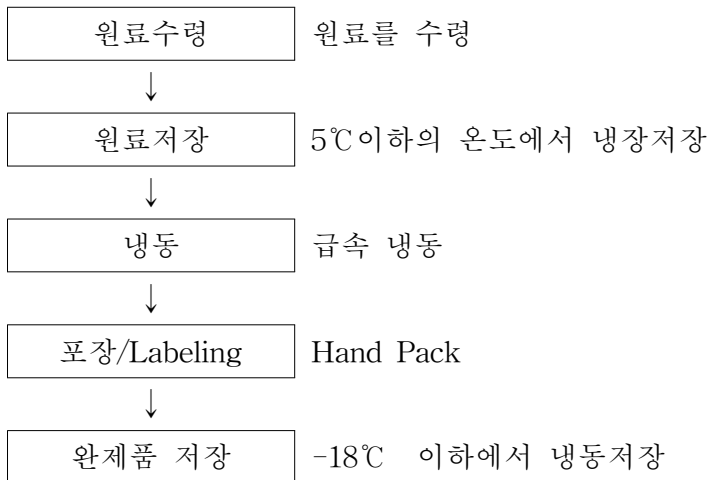 원료수령 원료를 수령
↓
원료저장 5℃이하의 온도에서 냉장저장
↓
냉동 급속 냉동
↓
포장/Labeling Hand Pack
↓
완제품 저장 -18℃ 이하에서 냉동저장